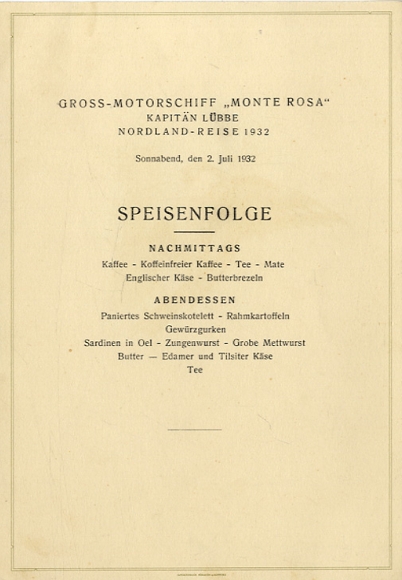 GROSS-MOTORSCHIFF „MONTE ROSA“
KAPITÄN LÜBBE
NORDLAND-REISE 1932
Sonnabend, den 2. Juli 1932
SPEISENFOLGE
NACHMITTAGS
Kaffee - Koffeinfreier Kaffee - Tee - Mate
Englischer Käse - Butterbrezeln
ABENDESSEN
Paniertes Schweinskotelett - Rahmkartoffeln
Gewürzgurken
Sardinen in Oel - Zungenwurst - Grobe Mettwurst
Butter — Edamer und Tilsiter Käse
Tee